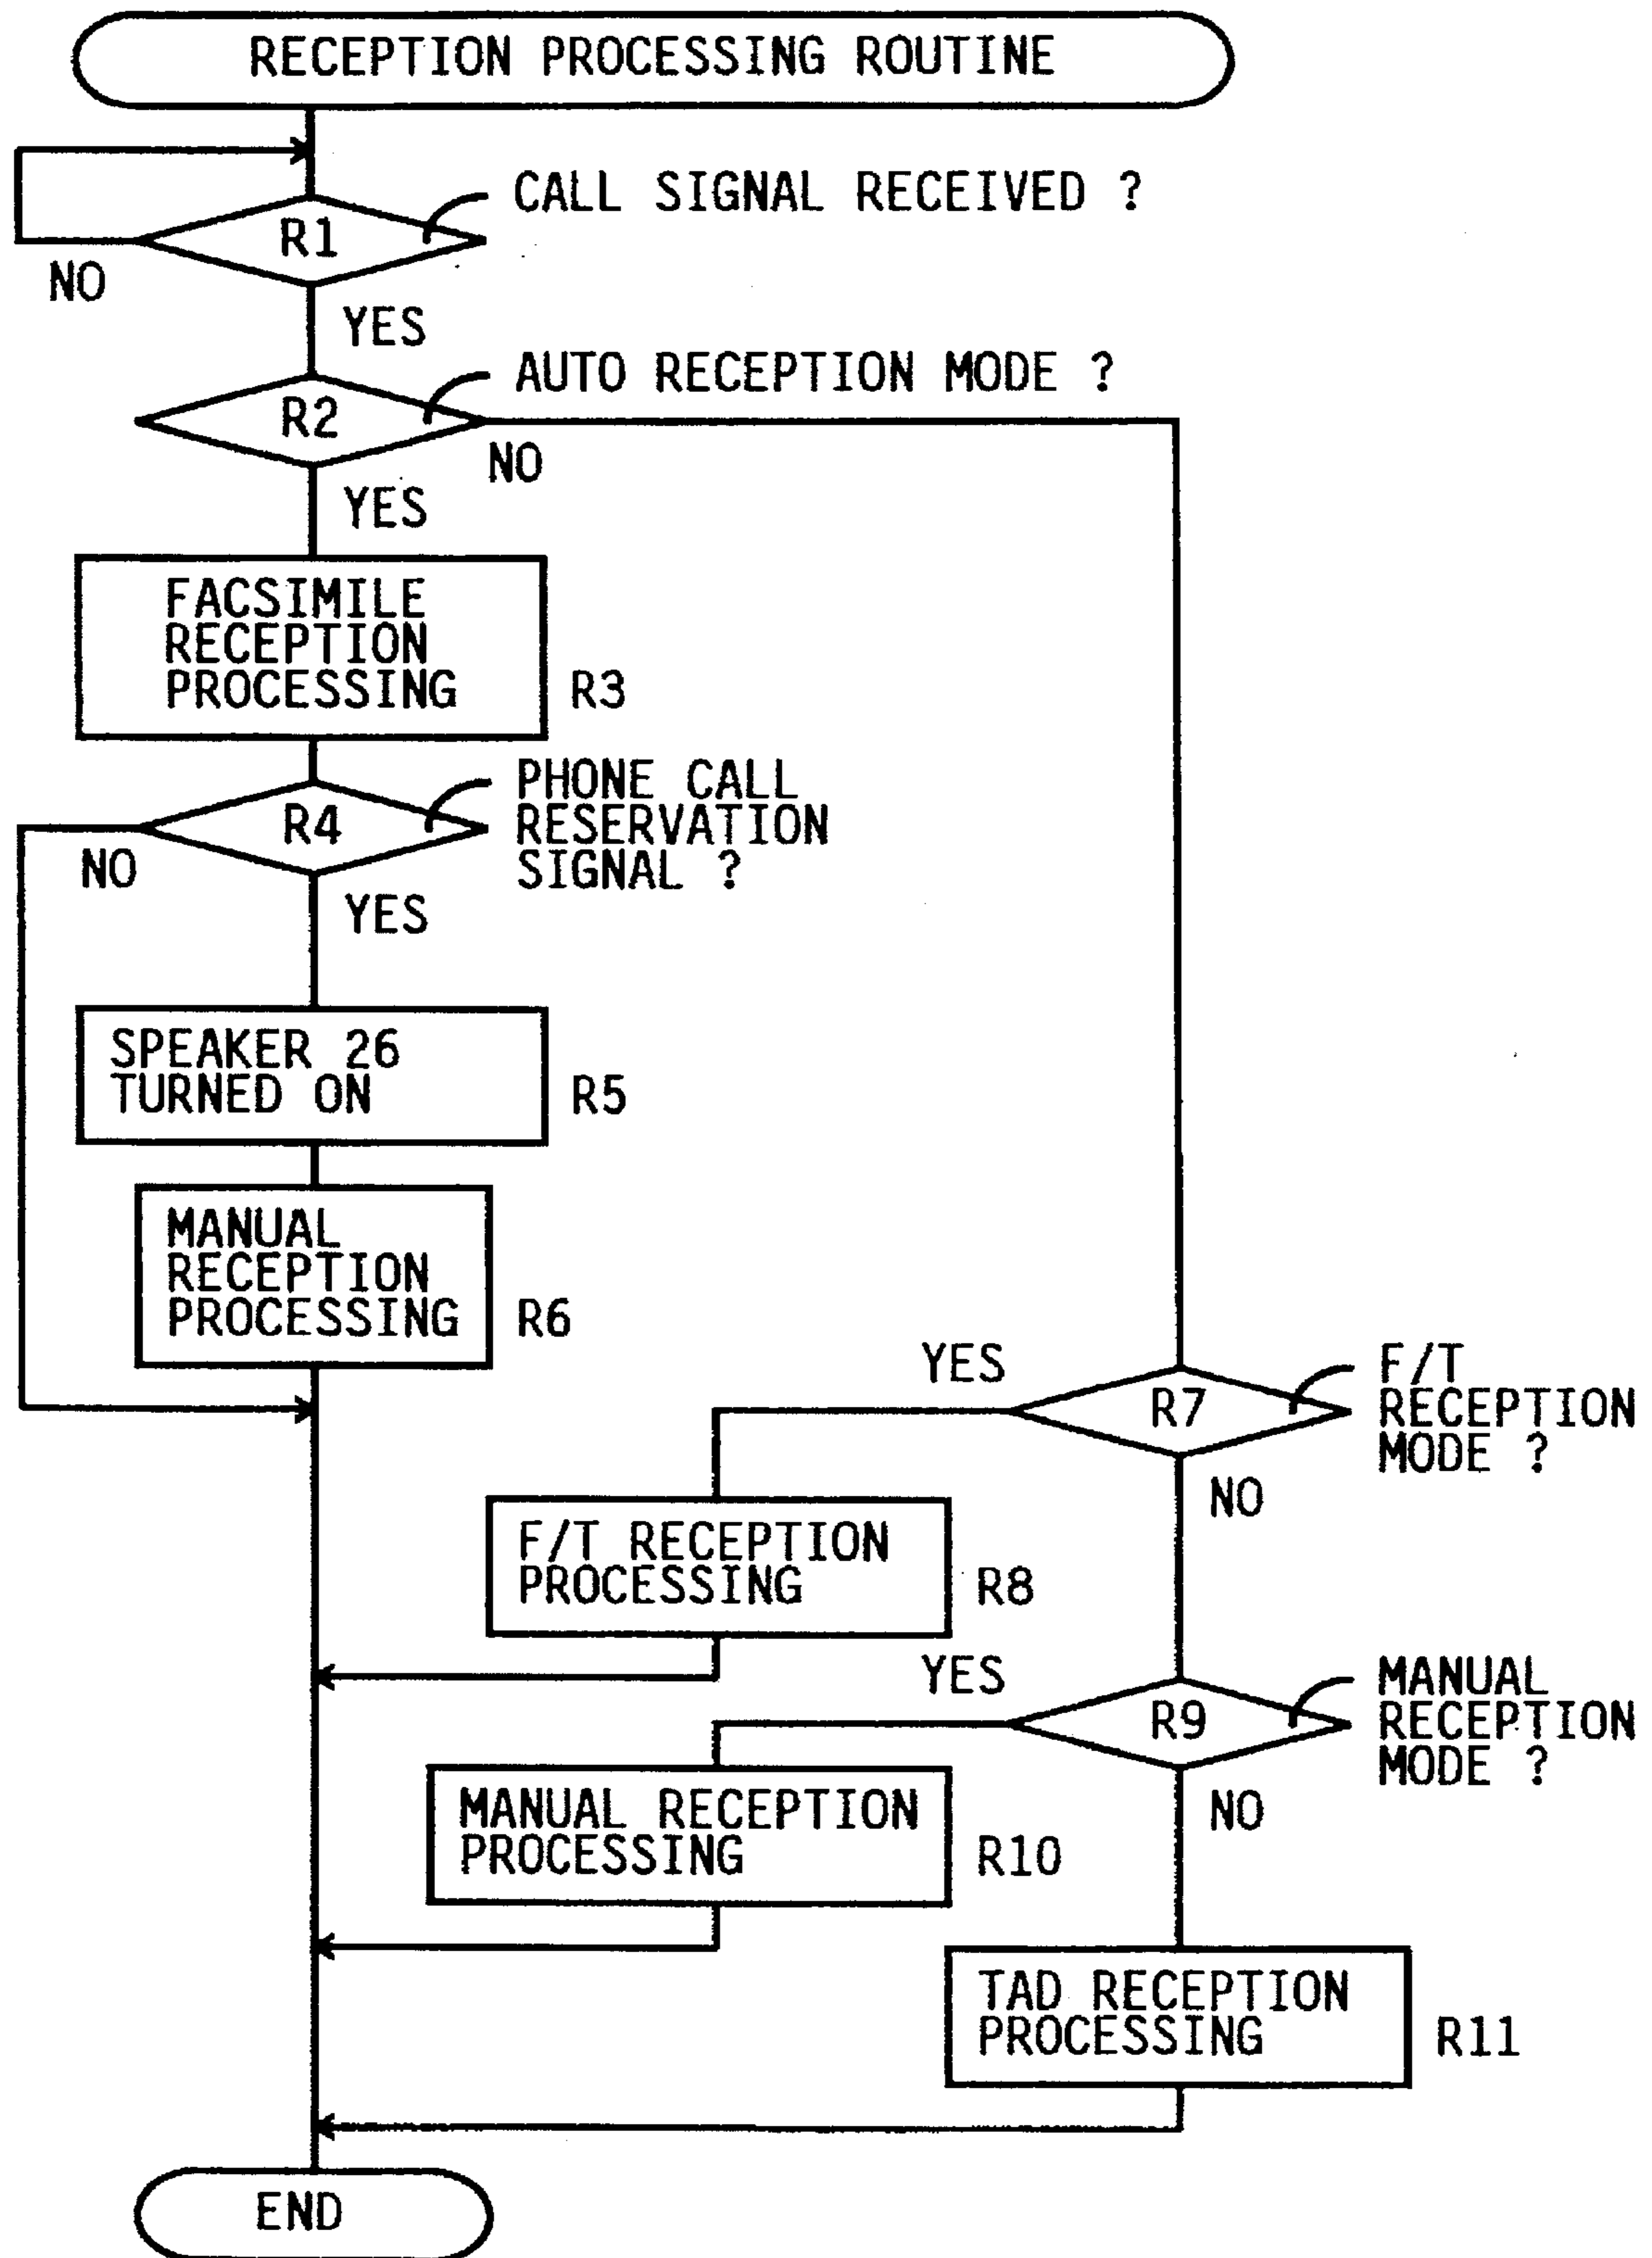 RECEPTION PROCESSING ROUTINE
CALL SIGNAL RECEIVED ?
R1
NO
YES
AUTO RECEPTION MODE ?
R2
NO
YES
FACSIMILE
RECEPTION
PROCESSING
R3
PHONE CALL
RESERVATION
SIGNAL ?
R4
NO
YES
SPEAKER 26
TURNED ON
R5
MANUAL
RECEPTION
PROCESSING
R6
YES
R7
F/T
RECEPTION
MODE ?
NO
F/T RECEPTION
PROCESSING
R8
YES
R9
MANUAL
RECEPTION
MODE ?
NO
MANUAL RECEPTION
PROCESSING
R10
TAD RECEPTION
PROCESSING
R11
END